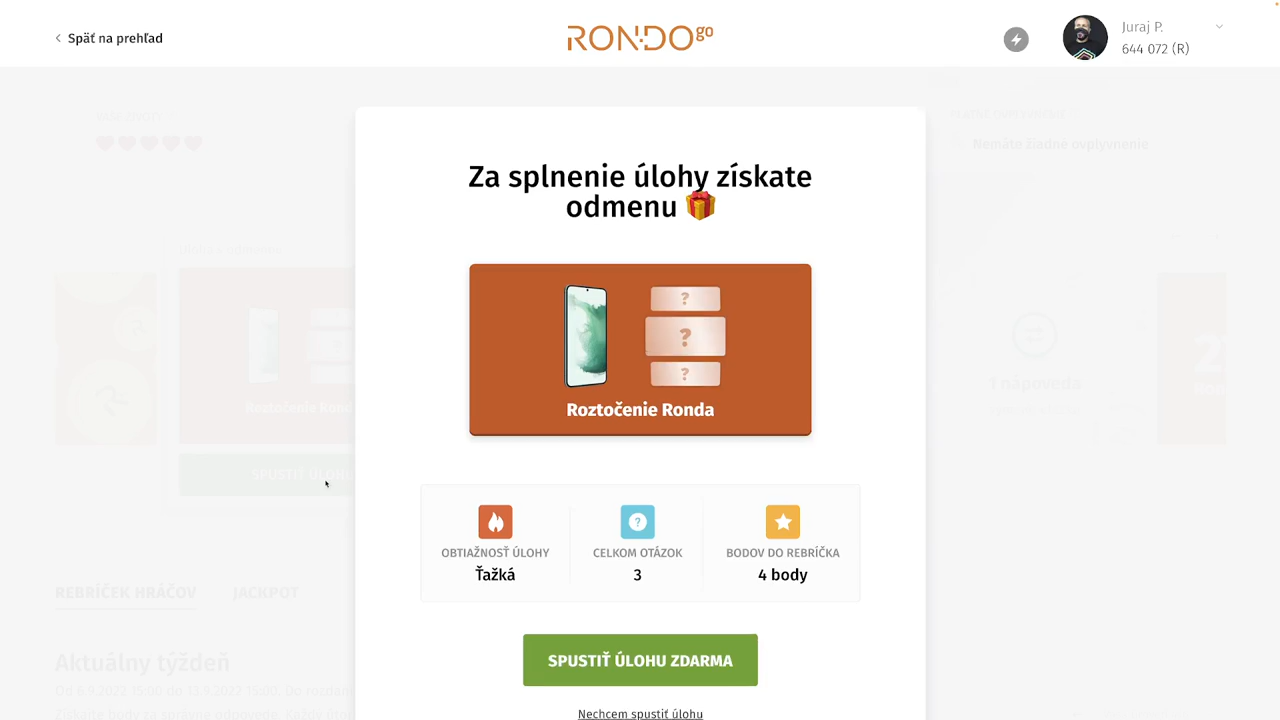 Späť na prehľad
RONDO go
Juraj P.
644 072 (R)
Nemáte žiadne ovplyvnenie
Za splnenie úlohy získate
odmenu
?
?
?
Roztočenie Ronda
SPUSTIŤ ÚLOHU
1 nápoveda
OBTIAŽNOSŤ ÚLOHY
Ťažká
CELKOM OTÁZOK
3
BODOV DO REBRÍČKA
4 body
REBRÍČEK HRÁČOV
JACKPOT
SPUSTIŤ ÚLOHU ZDARMA
Nechcem spustiť úlohu
Aktuálny týždeň